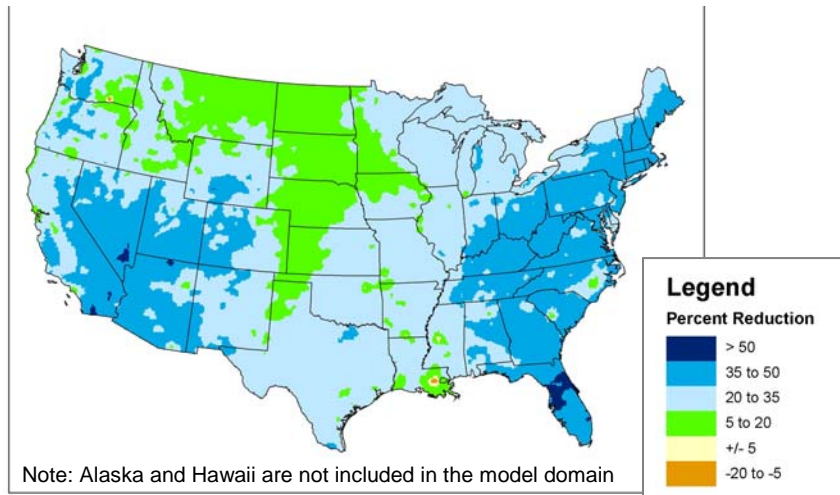 Note: Alaska and Hawaii are not included in the model domain
Legend
Percent Reduction
> 50
35 to 50
20 to 35
5 to 20
+/- 5
-20 to -5